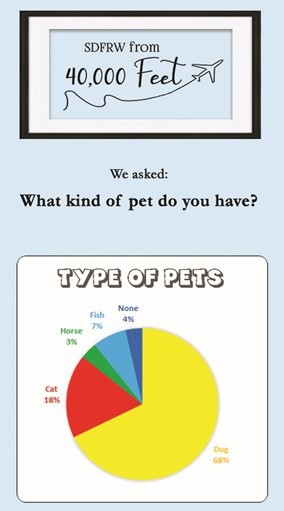 SDFRW from
40,000 Feet
We asked:
What kind of pet do you have?
TYPE OF PETS
None
4%
Fish
7%
Horse
3%
Cat
18%
Dog
68%